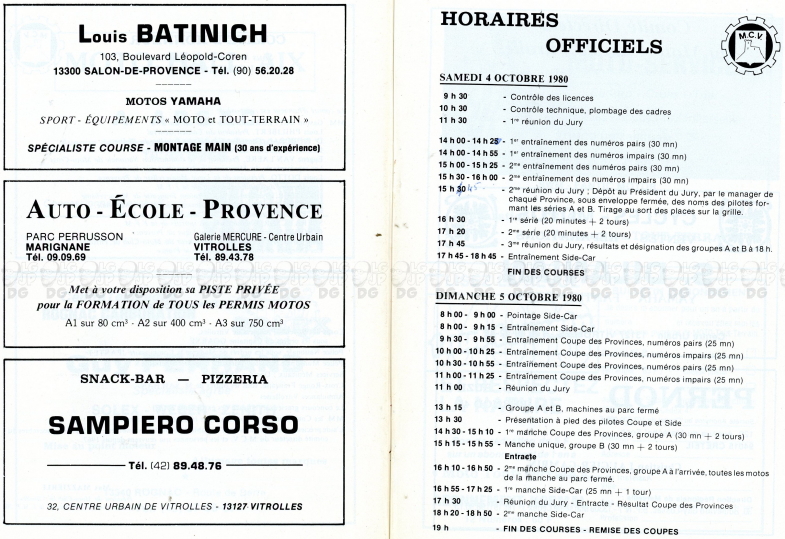 Louis BATINICH
103, Boulevard Léopold-Coren
13300 SALON-DE-PROVENCE - Tél. (90) 56.20.28
MOTOS YAMAHA
SPORT - ÉQUIPEMENTS « MOTO et TOUT-TERRAIN »
SPÉCIALISTE COURSE - MONTAGE MAIN (30 ans d'expérience)
AUTO - ÉCOLE - PROVENCE
PARC PERRUSSON
MARIGNANE
Tél. 09.09.69
Galerie MERCURE - Centre Urbain
VITROLLES
Tél. 89.43.78
Met à votre disposition sa PISTE PRIVÉE
pour la FORMATION de TOUS les PERMIS MOTOS
A1 sur 80 cm³ - A2 sur 400 cm³ - A3 sur 750 cm³
SNACK-BAR — PIZZERIA
SAMPIERO CORSO
Tél. (42) 89.48.76
32, CENTRE URBAIN DE VITROLLES - 13127 VITROLLES
HORAIRES
OFFICIELS
M.C.V.
SAMEDI 4 OCTOBRE 1980
9 h 30 - Contrôle des licences
10 h 30 - Contrôle technique, plombage des cadres
11 h 30 - 1re réunion du Jury
14 h 00 - 14 h 25 - 1er entraînement des numéros pairs (30 mn)
14 h 00 - 14 h 55 - 1er entraînement des numéros impairs (30 mn)
15 h 00 - 15 h 25 - 2me entraînement des numéros pairs (30 mn)
15 h 30 - 16 h 00 - 2me entraînement des numéros impairs (30 mn)
15 h 30 - 2me réunion du Jury : Dépôt au Président du Jury, par le manager de
chaque Province, sous enveloppe fermée, des noms des pilotes for-
mant les séries A et B. Tirage au sort des places sur la grille.
16 h 30 - 1re série (20 minutes + 2 tours)
17 h 20 - 2me série (20 minutes + 2 tours)
17 h 45 - 3me réunion du Jury, résultats et désignation des groupes A et B à 18 h.
17 h 45 - 18 h 45 - Entraînement Side-Car
FIN DES COURSES
DG DG DG DG DG DG DG DG DG DG DG DG DG DG DG DG
DIMANCHE 5 OCTOBRE 1980
8 h 00 - 9 h 00 - Pointage Side-Car
8 h 00 - 9 h 15 - Entraînement Side-Car
9 h 30 - 9 h 55 - Entraînement Coupe des Provinces, numéros pairs (25 mn)
10 h 00 - 10 h 25 - Entraînement Coupe des Provinces, numéros impairs (25 mn)
10 h 30 - 10 h 55 - Entraînement Coupe des Provinces, numéros pairs (25 mn)
11 h 00 - 11 h 25 - Entraînement Coupe des Provinces, numéros impairs (25 mn)
11 h 00 - Réunion du Jury
13 h 15 - Groupe A et B, machines au parc fermé
13 h 30 - Présentation à pied des pilotes Coupe et Side
14 h 30 - 15 h 10 - 1re manche Coupe des Provinces, groupe A (30 mn + 2 tours)
15 h 15 - 15 h 55 - Manche unique, groupe B (30 mn + 2 tours)
Entracte
16 h 10 - 16 h 50 - 2me manche Coupe des Provinces, groupe A à l'arrivée, toutes les motos
de la manche au parc fermé.
16 h 55 - 17 h 25 - 1re manche Side-Car (25 mn + 1 tour)
17 h 30 - Réunion du Jury - Entracte - Résultat Coupe des Provinces
18 h 20 - 18 h 50 - 2me manche Side-Car
19 h - FIN DES COURSES - REMISE DES COUPES